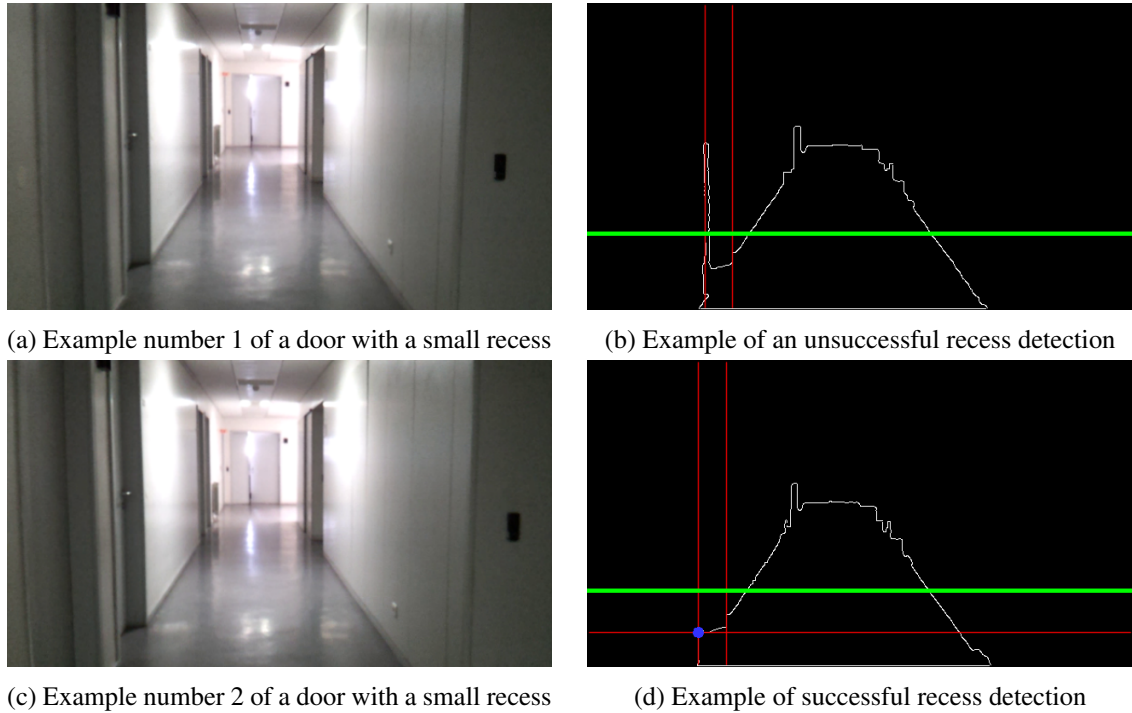 (a) Example number 1 of a door with a small recess
(b) Example of an unsuccessful recess detection
(c) Example number 2 of a door with a small recess
(d) Example of successful recess detection